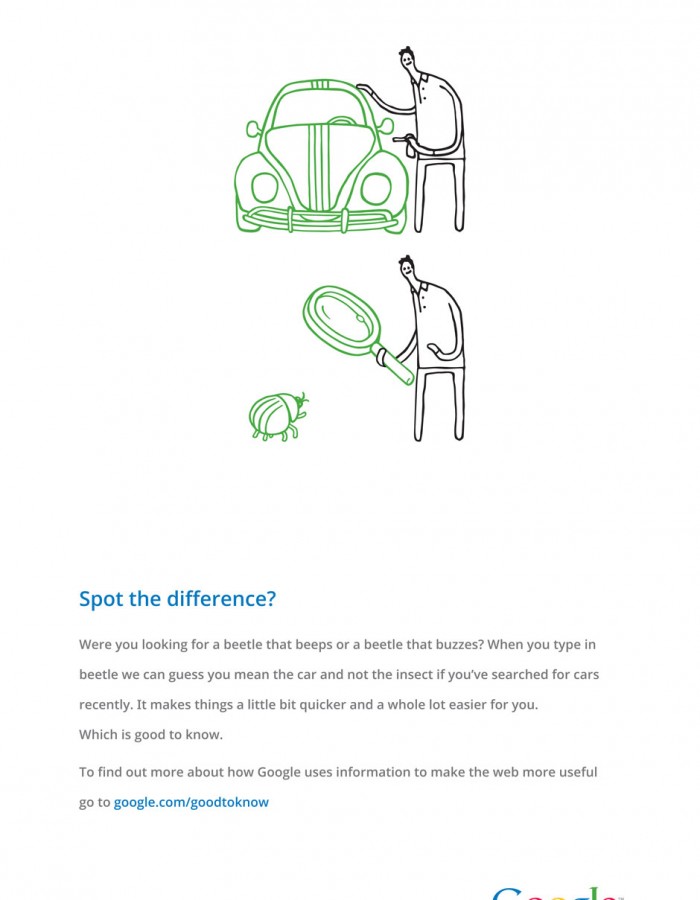 Spot the difference?
Were you looking for a beetle that beeps or a beetle that buzzes? When you type in
beetle we can guess you mean the car and not the insect if you’ve searched for cars
recently. It makes things a little bit quicker and a whole lot easier for you.
Which is good to know.
To find out more about how Google uses information to make the web more useful
go to google.com/goodtoknow
Google